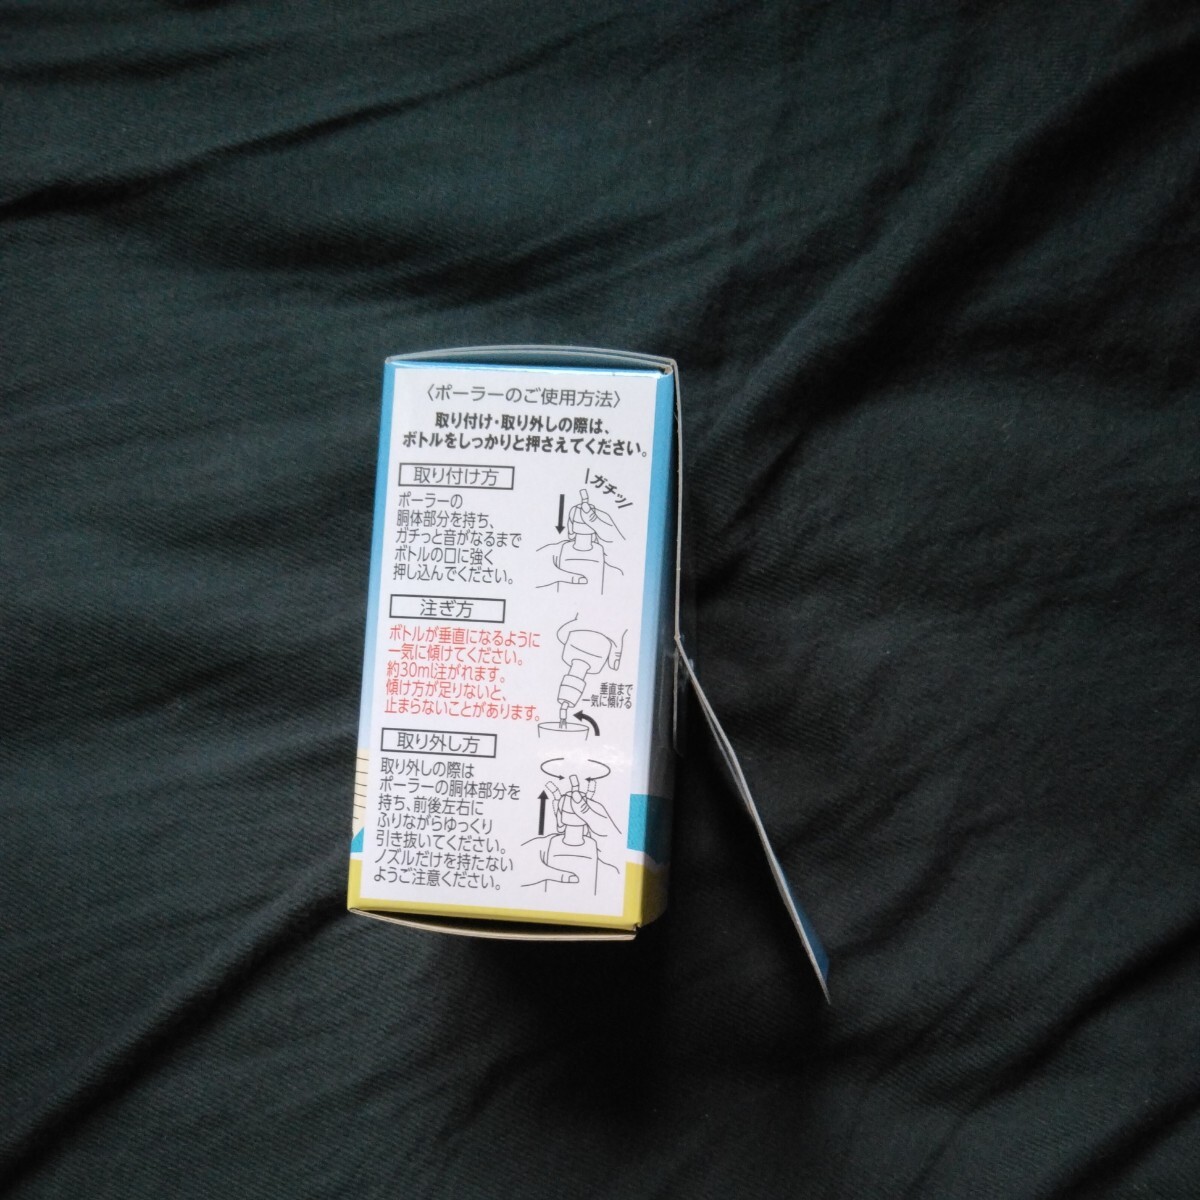 〈ポーラーのご使用方法〉
取り付け・取り外しの際は、
ボトルをしっかりと押さえてください。
取り付け方
ポーラーの
胴体部分を持ち、
ガチっと音がなるまで
ボトルの口に強く
押し込んでください。
ガチッ
注ぎ方
ボトルが垂直になるように
一気に傾けてください。
約30ml注がれます。
傾け方が足りないと、
止まらないことがあります。
垂直まで
一気に傾ける
取り外し方
取り外しの際は
ポーラーの胴体部分を
持ち、前後左右に
ふりながらゆっくり
引き抜いてください。
ノズルだけを持たない
ようご注意ください。